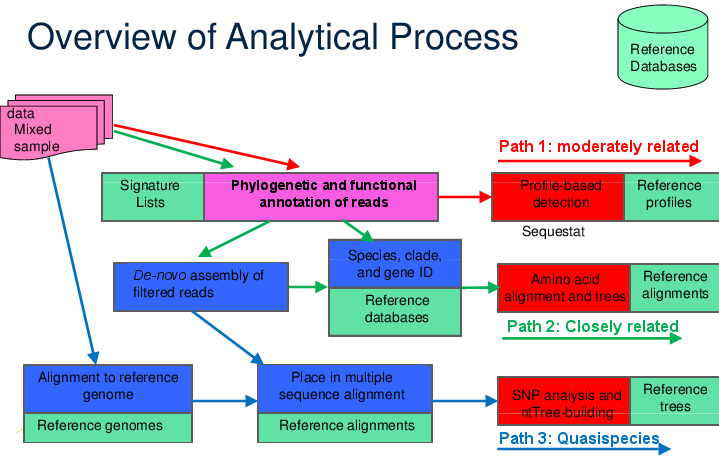 Overview of Analytical Process
Reference
Databases
data
Mixed
sample
Path 1: moderately related
Signature
Lists
Phylogenetic and functional
annotation of reads
Profile-based
detection
Reference
profiles
Sequestat
De-novo assembly of
filtered reads
Species, clade,
and gene ID
Reference
databases
Amino acid
alignment and trees
Reference
alignments
Path 2: Closely related
Alignment to reference
genome
Reference genomes
Place in multiple
sequence alignment
Reference alignments
SNP analysis and
ntTree-building
Reference
trees
Path 3: Quasispecies